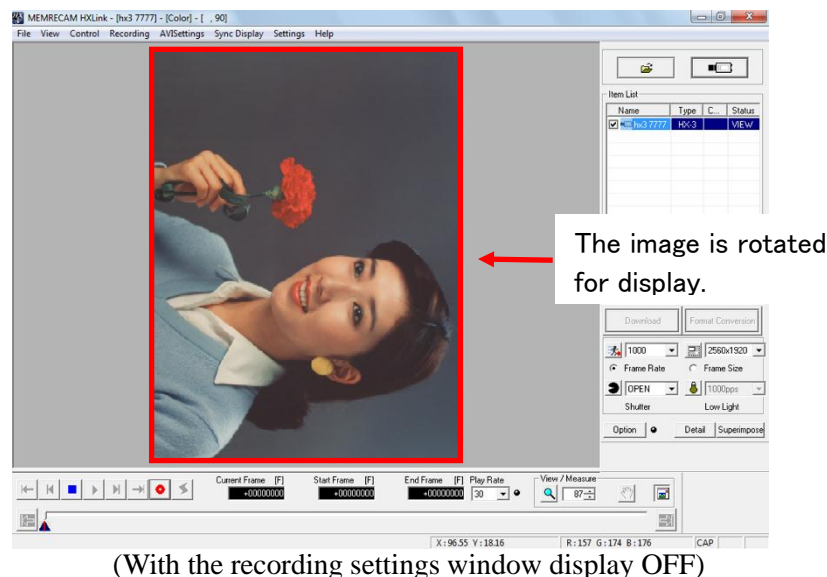 MEMRECAM HXLink - [hx3 7777] - [Color] - [ , 90]
File View Control Recording AVISettings Sync Display Settings Help
Item List
Name Type C... Status
hx3 7777 HX-3 VIEW
The image is rotated
for display.
Download Format Conversion
1000 2560x1920
Frame Rate Frame Size
OPEN 1000pps
Shutter Low Light
Option Detail Superimpose
Current Frame [F] Start Frame [F] End Frame [F] Play Rate View / Measure
+00000000 +00000000 +00000000 30 87
X : 96.55 Y : 18.16 R : 157 G : 174 B : 176 CAP
(With the recording settings window display OFF)